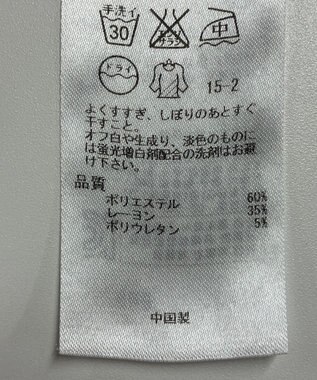 手洗イ
30
エンソ
サラシ
中
ドライ
15-2
よくすすぎ、しぼりのあとすぐ
干すこと。
オフ白や生成り、淡色のものに
は蛍光増白剤配合の洗剤はお避
け下さい。
品質
ポリエステル 60%
レーヨン 35%
ポリウレタン 5%
中国製